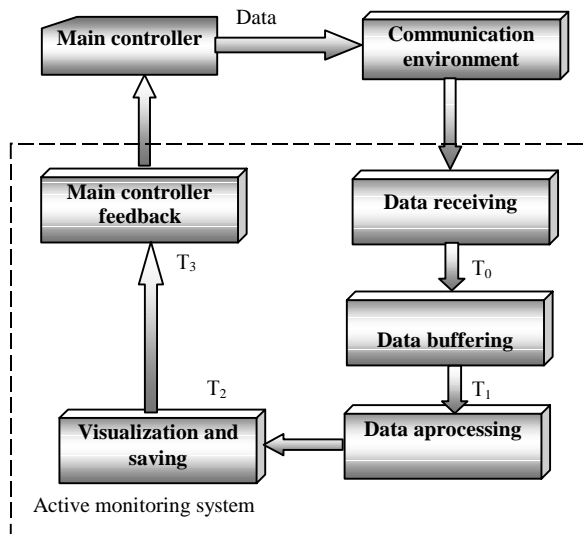 Main controller
Data
Communication
environment
Main controller
feedback
Data receiving
T3
T0
Data buffering
T2
T1
Visualization and
saving
Data aprocessing
Active monitoring system